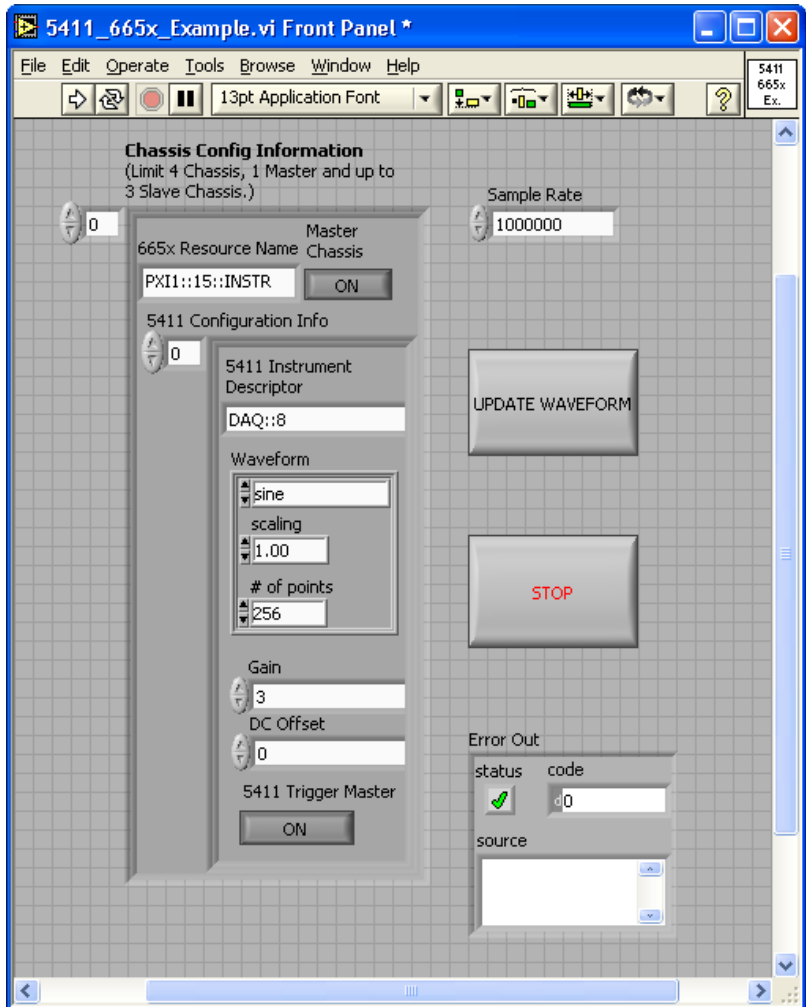 5411_665x_Example.vi Front Panel *
File Edit Operate Tools Browse Window Help
13pt Application Font
?
5411
665x
Ex.
Chassis Config Information
(Limit 4 Chassis, 1 Master and up to
3 Slave Chassis.)
0
Sample Rate
1000000
665x Resource Name
Master
Chassis
PXI1::15::INSTR
ON
5411 Configuration Info
0
5411 Instrument
Descriptor
DAQ::8
Waveform
sine
scaling
1.00
# of points
256
Gain
3
DC Offset
0
5411 Trigger Master
ON
UPDATE WAVEFORM
STOP
Error Out
status
code
d0
source